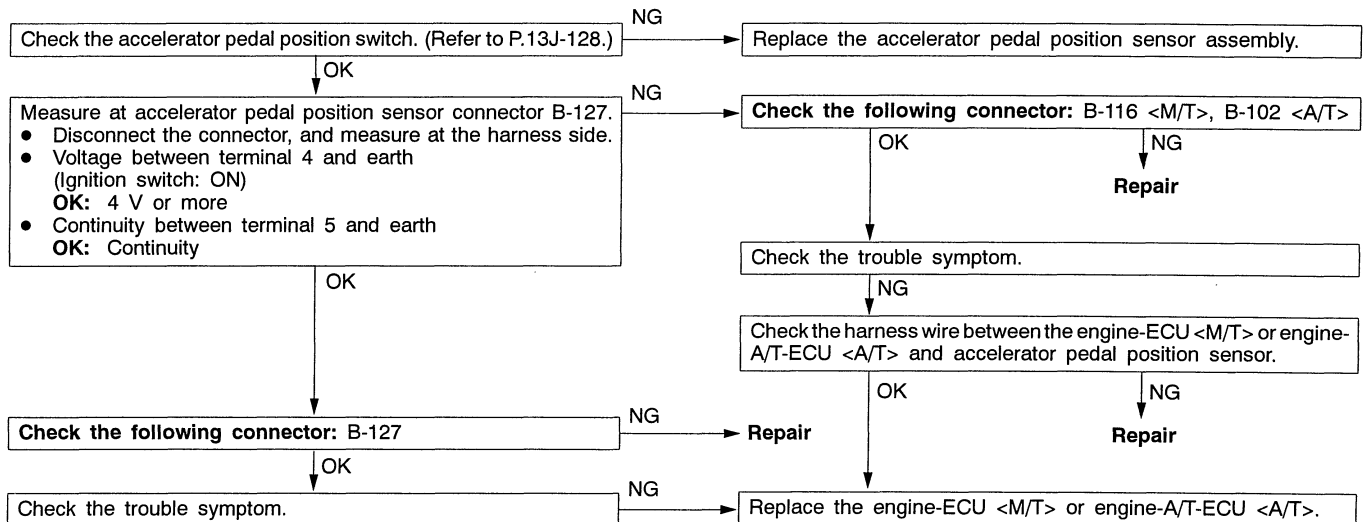 Check the accelerator pedal position switch. (Refer to P.13J-128.)
NG
Replace the accelerator pedal position sensor assembly.
OK
Measure at accelerator pedal position sensor connector B-127.
● Disconnect the connector, and measure at the harness side.
● Voltage between terminal 4 and earth
(Ignition switch: ON)
OK: 4 V or more
● Continuity between terminal 5 and earth
OK: Continuity
NG
Check the following connector: B-116 <M/T>, B-102 <A/T>
OK
NG
Repair
Check the trouble symptom.
NG
Check the harness wire between the engine-ECU <M/T> or engine-
A/T-ECU <A/T> and accelerator pedal position sensor.
OK
NG
Repair
OK
Check the following connector: B-127
NG
Repair
OK
Check the trouble symptom.
NG
Replace the engine-ECU <M/T> or engine-A/T-ECU <A/T>.